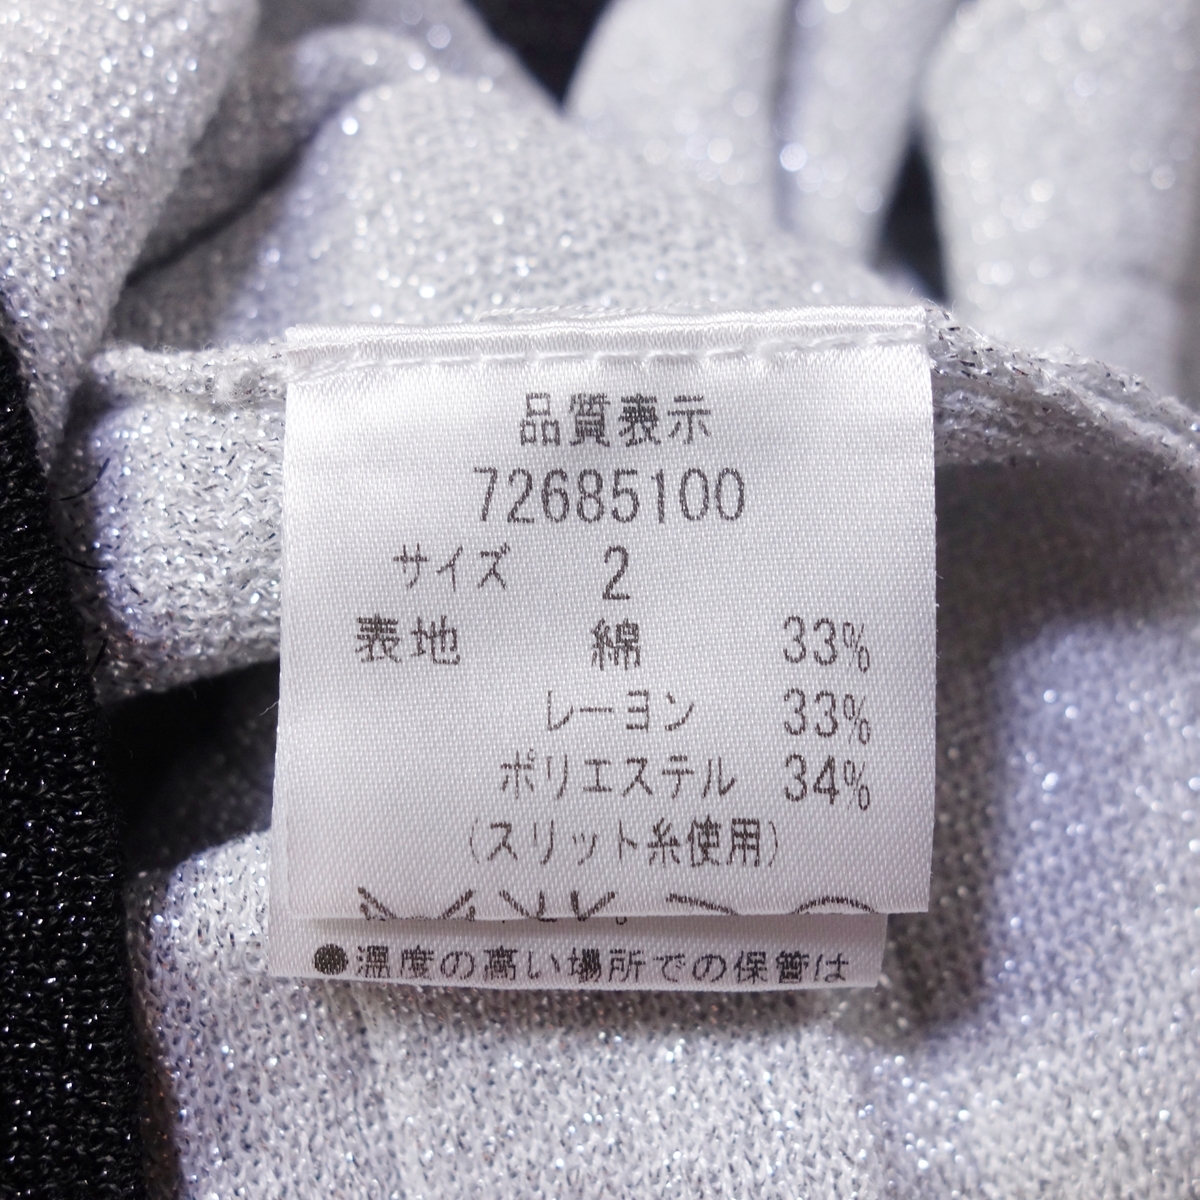 品質表示
72685100
サイズ 2
表地 綿 33%
レーヨン 33%
ポリエステル 34%
(スリット糸使用)
●温度の高い場所での保管は